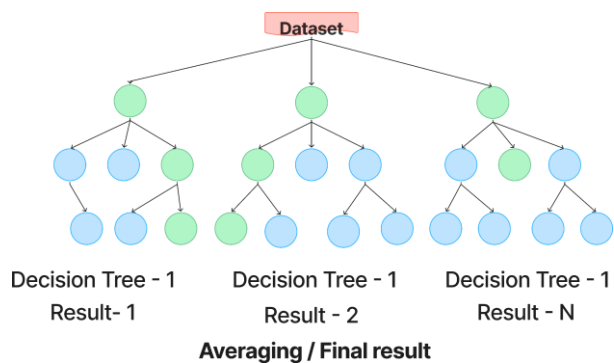 Dataset
Decision Tree - 1
Result- 1
Decision Tree - 1
Result - 2
Decision Tree - 1
Result - N
Averaging / Final result